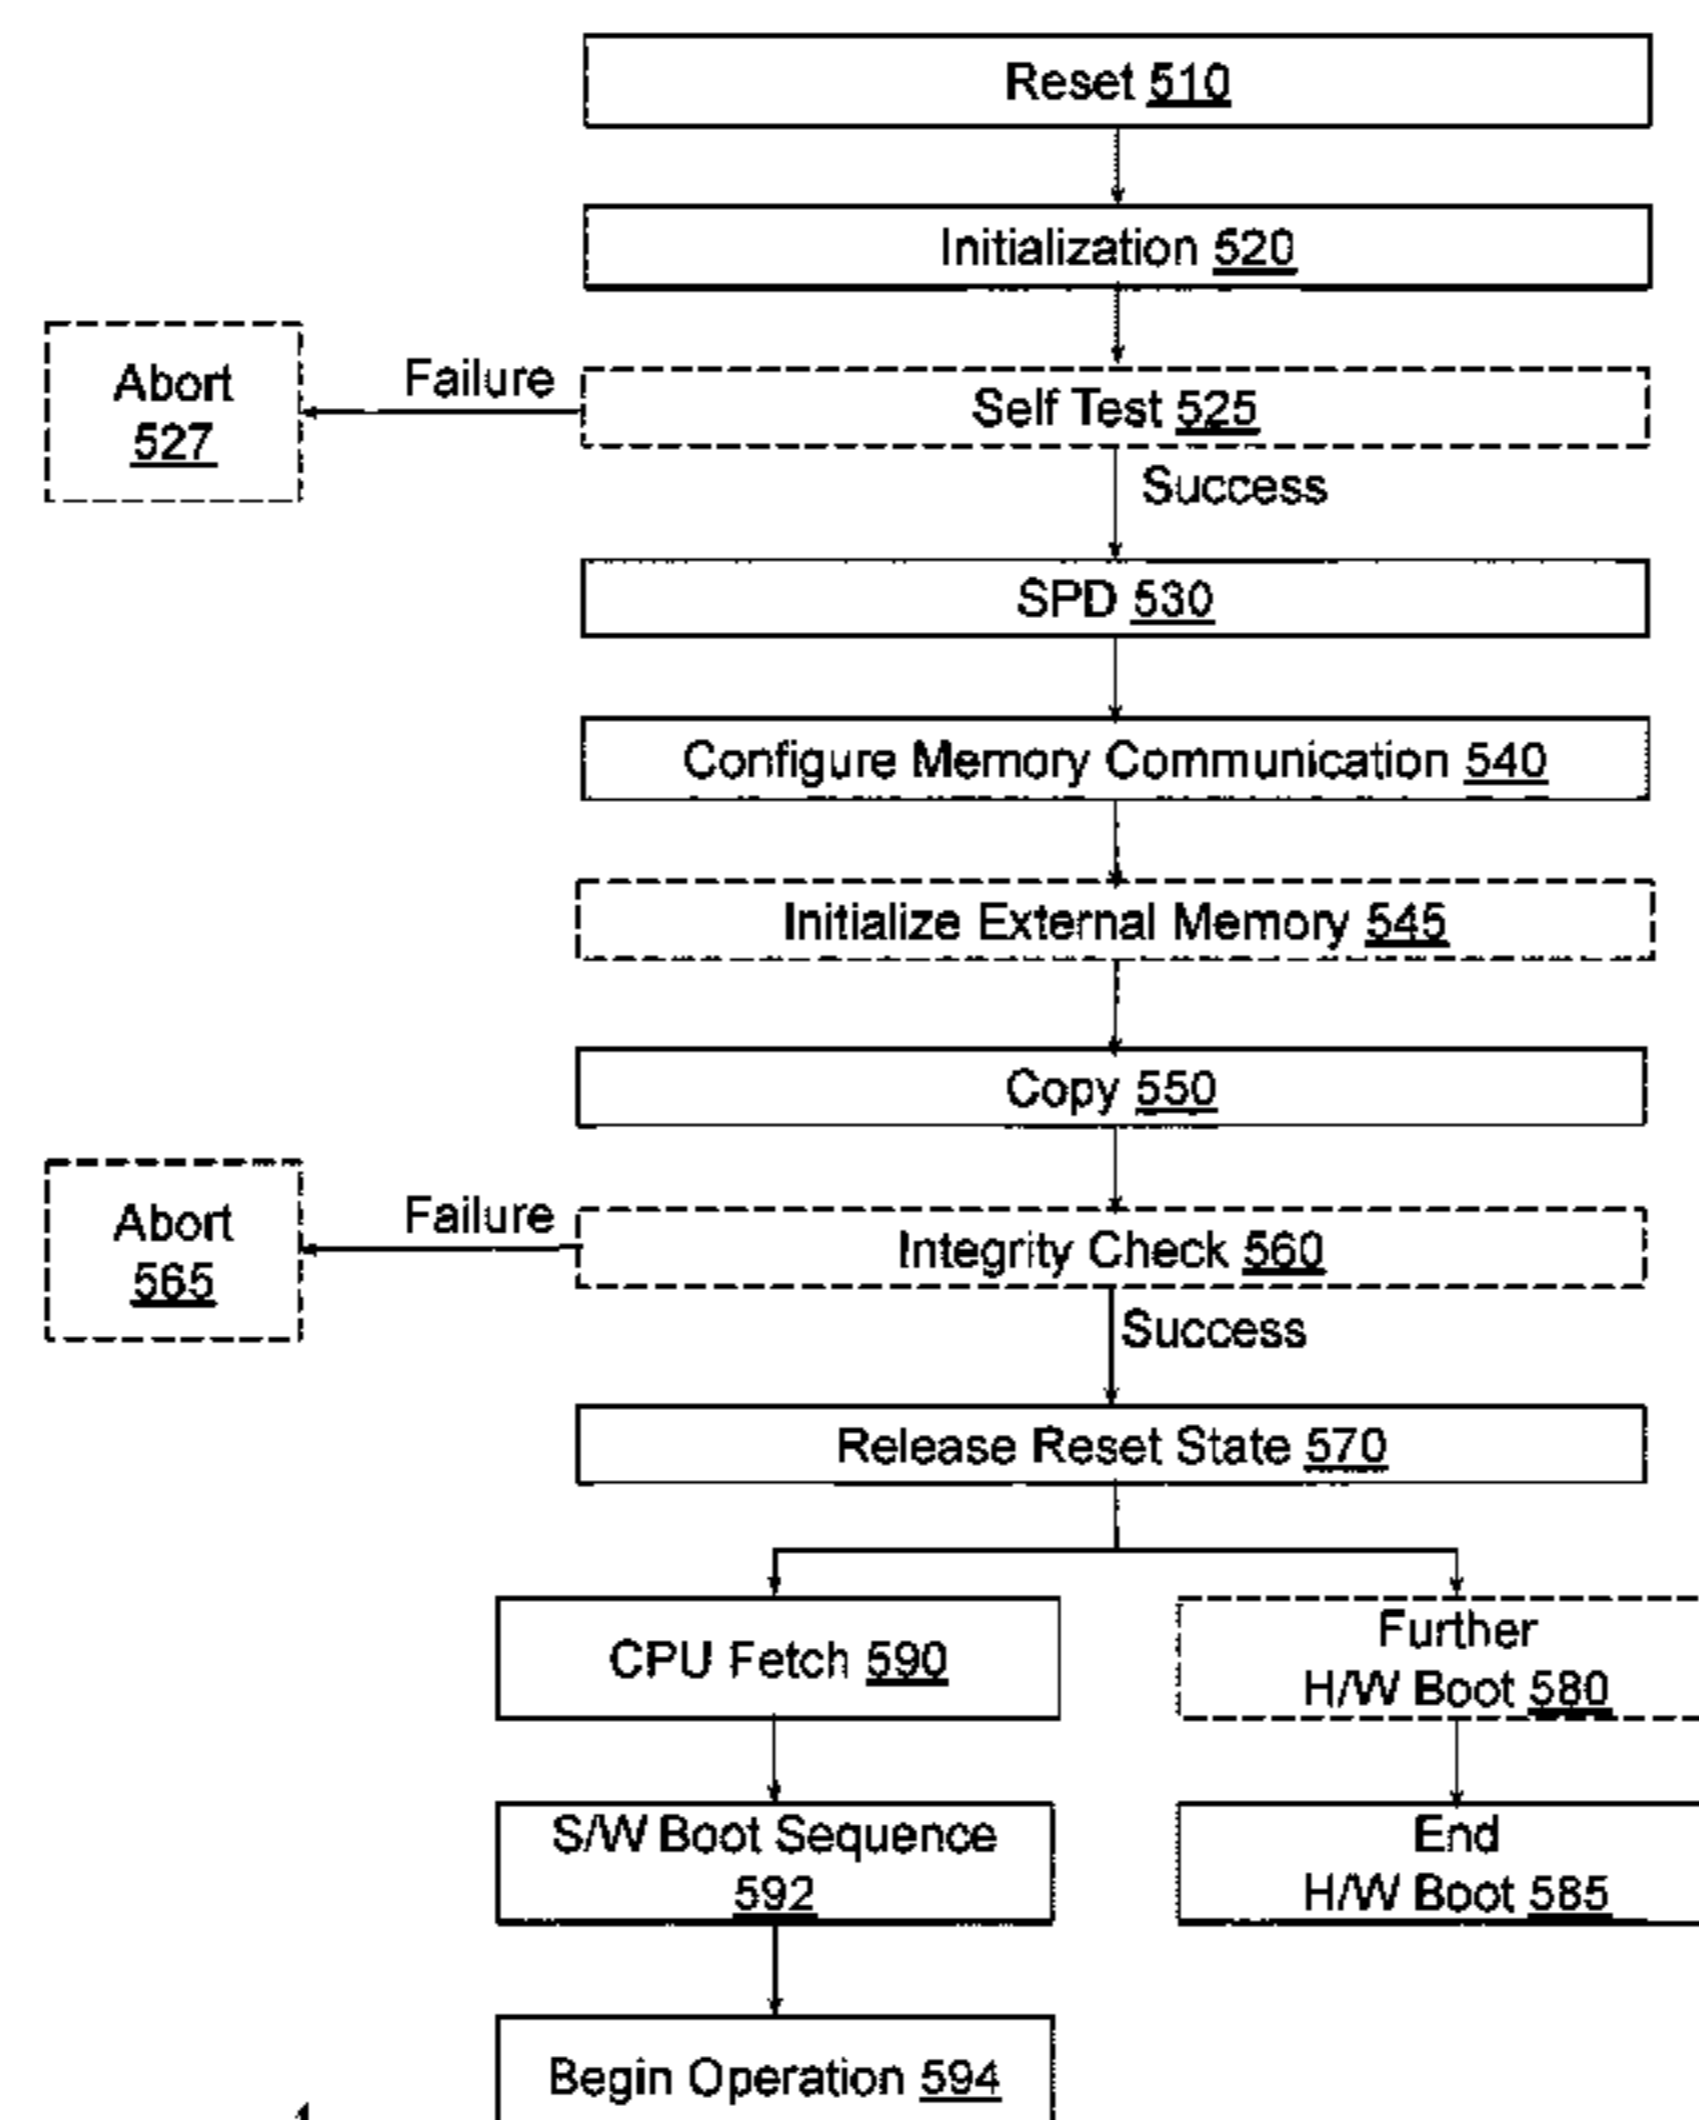 Reset 510
Initialization 520
Abort
527
Failure
Self Test 525
Success
SPD 530
Configure Memory Communication 540
Initialize External Memory 545
Copy 550
Abort
565
Failure
Integrity Check 560
Success
Release Reset State 570
CPU Fetch 590
Further
H/W Boot 580
S/W Boot Sequence
592
End
H/W Boot 585
Begin Operation 594